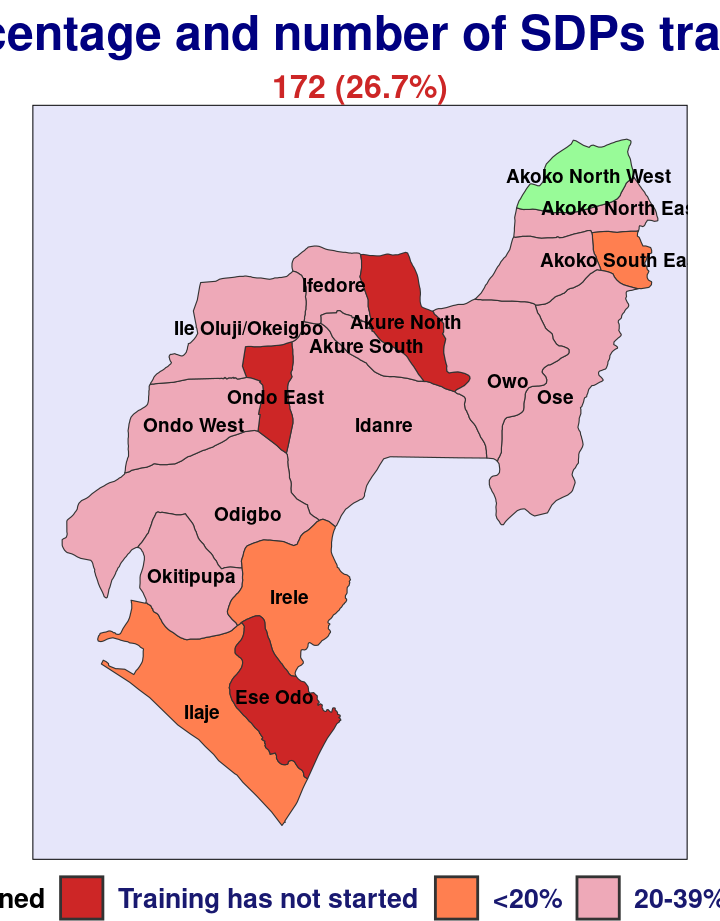 centage and number of SDPs tra
172 (26.7%)
Akoko North West
Akoko North Eas
Akoko South Ea
Ifedore
Akure North
Ile Oluji/Okeigbo
Akure South
Owo
Ondo East
Ose
Ondo West
Idanre
Odigbo
Okitipupa
Irele
Ese Odo
Ilaje
ned Training has not started <20% 20-39%